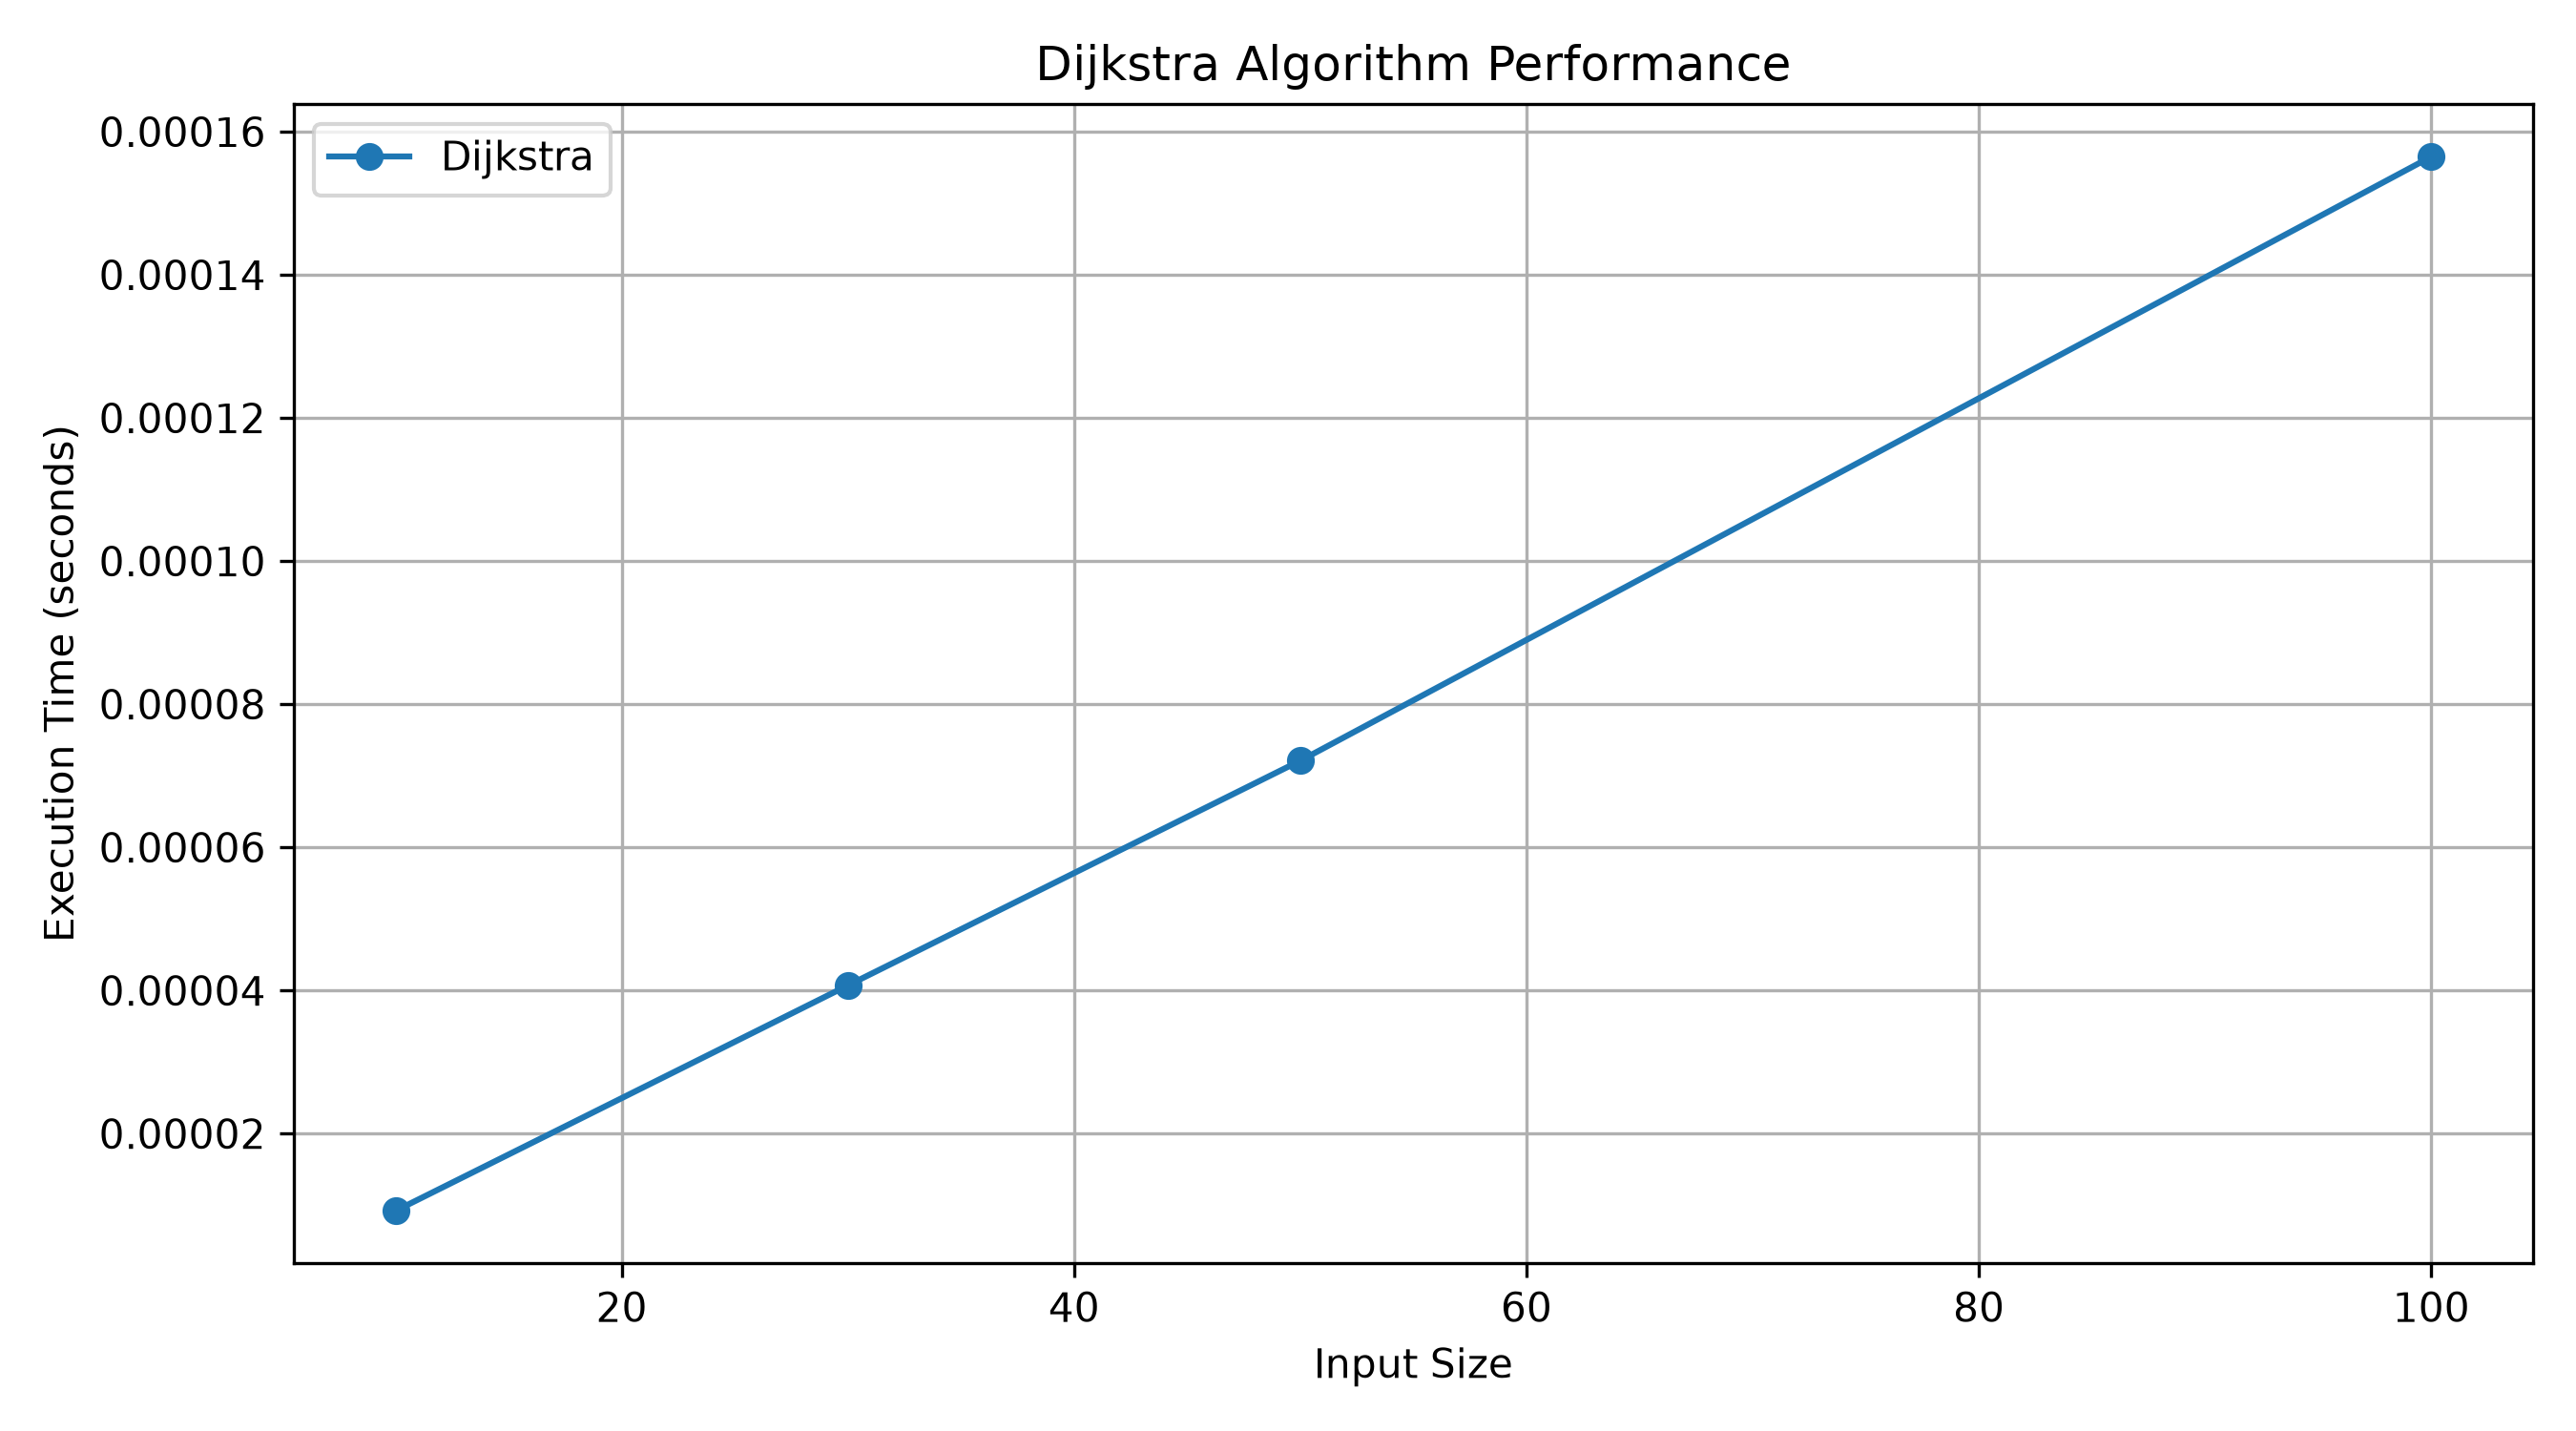 Dijkstra Algorithm Performance
Dijkstra
0.00016
0.00014
0.00012
0.00010
0.00008
0.00006
0.00004
0.00002
Execution Time (seconds)
20 40 60 80 100
Input Size